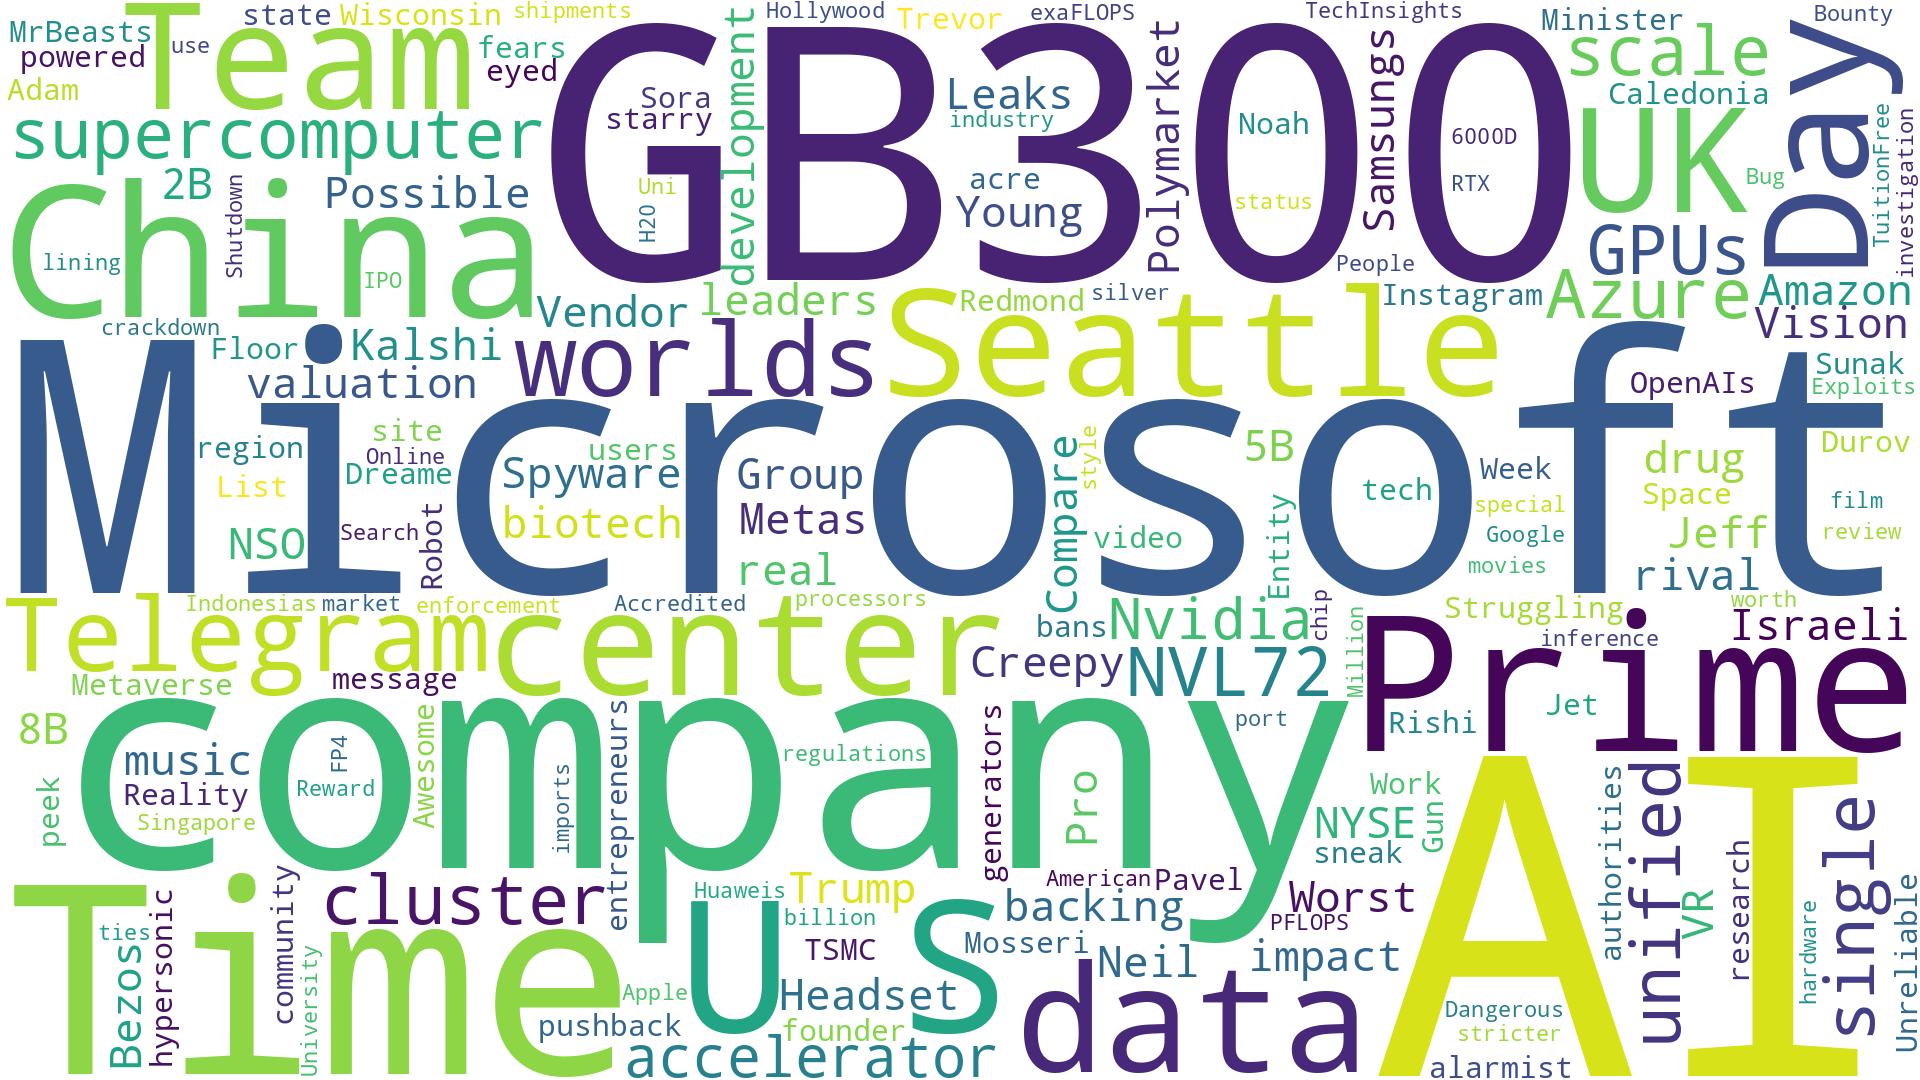 MrBeasts
powered
Adam
Team
use
state
Wisconsin
shipments
fears
eyed
supercomputer
GB300
Sora
starry
Uni
H20
development
Hollywood
Trevor
exaFLOPS
Leaks
industry
acre
Young
Polymarket
Noah
status
TechInsights
Samsungs
6000D
RTX
People
Minister
scale
Caledonia
UK
Bug
Bounty
Day
TuitionFree
investigation
GPUs
Azure
Amazon
Vision
2B
Possible
China
lining
Shutdown
IPO
crackdown
Floor
Kalshi
valuation
Vendor
leaders
worlds
Seattle
Redmond
silver
Instagram
Sunak
Exploits
OpenAIs
Microsoft
region
List
NSO
site
Online
Dreame
Search
Robot
users
Spyware
biotech
Group
Metas
real
Compare
style
video
5B
Entity
tech
Week
special
Google
movies
drug
Space
Jeff
rival
Durov
film
review
Telegram
Indonesias
market
enforcement
center
Accredited
processors
bans
Nvidia
chip
Creepy
NVL72
Million
Struggling
worth
inference
Israeli
Prime
Metaverse
message
8B
company
music
Reality
Singapore
peek
FP4
Reward
Awesome
imports
entrepreneurs
regulations
generators
Pro
port
Rishi
Jet
Work
NYSE
Gun
sneak
AI
authorities
unified
VR
research
hardware
single
Unreliable
Time
ties
Bezos
hypersonic
community
University
cluster
Huaweis
Trump
billion
US
TSMC
Headset
founder
Apple
pushback
accelerator
American
Pavel
backing
Mosseri
Neil
data
Worst
PFLOPS
impact
Dangerous
stricter
alarmist